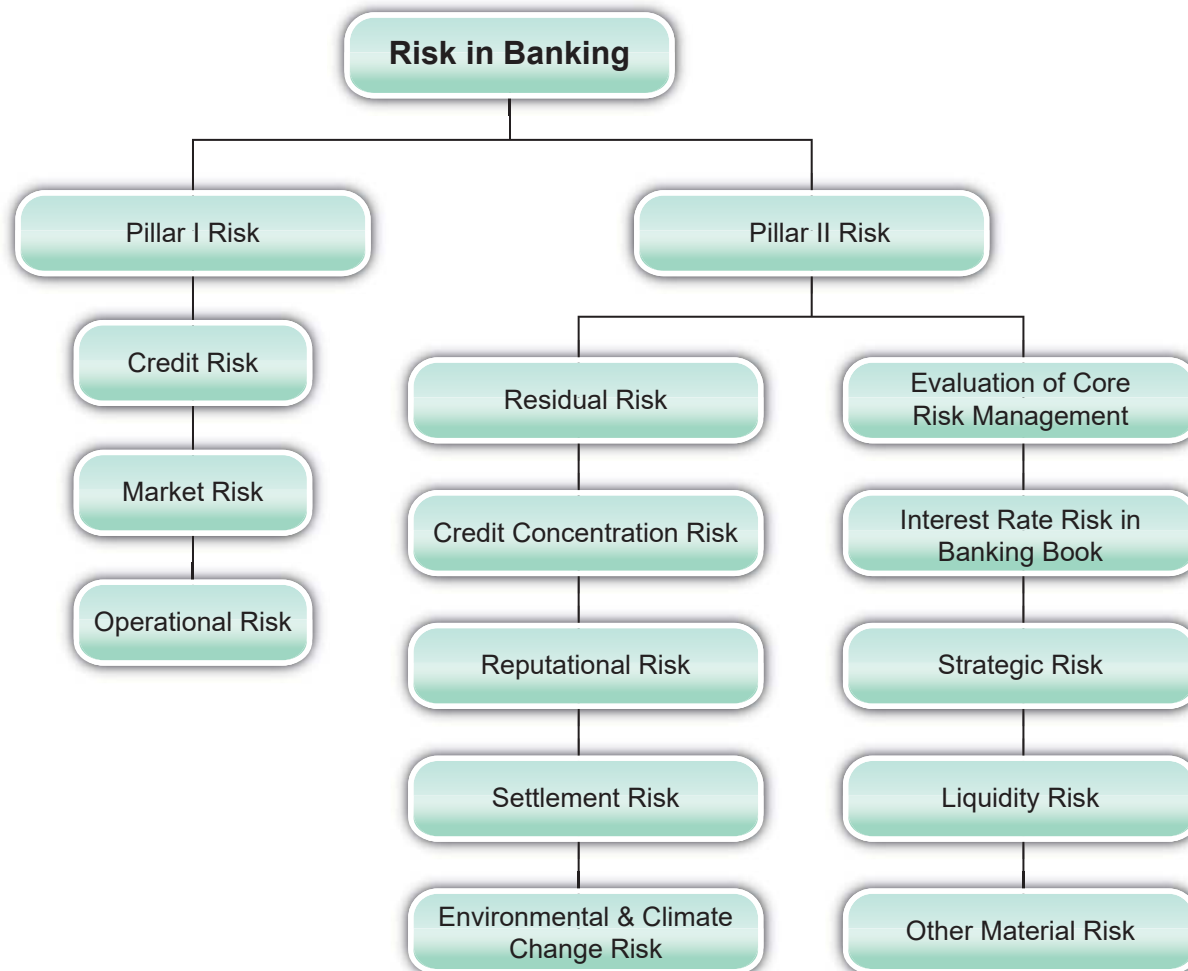 Risk in Banking
Pillar I Risk
Pillar II Risk
Credit Risk
Market Risk
Operational Risk
Residual Risk
Credit Concentration Risk
Reputational Risk
Settlement Risk
Environmental & Climate
Change Risk
Evaluation of Core
Risk Management
Interest Rate Risk in
Banking Book
Strategic Risk
Liquidity Risk
Other Material Risk